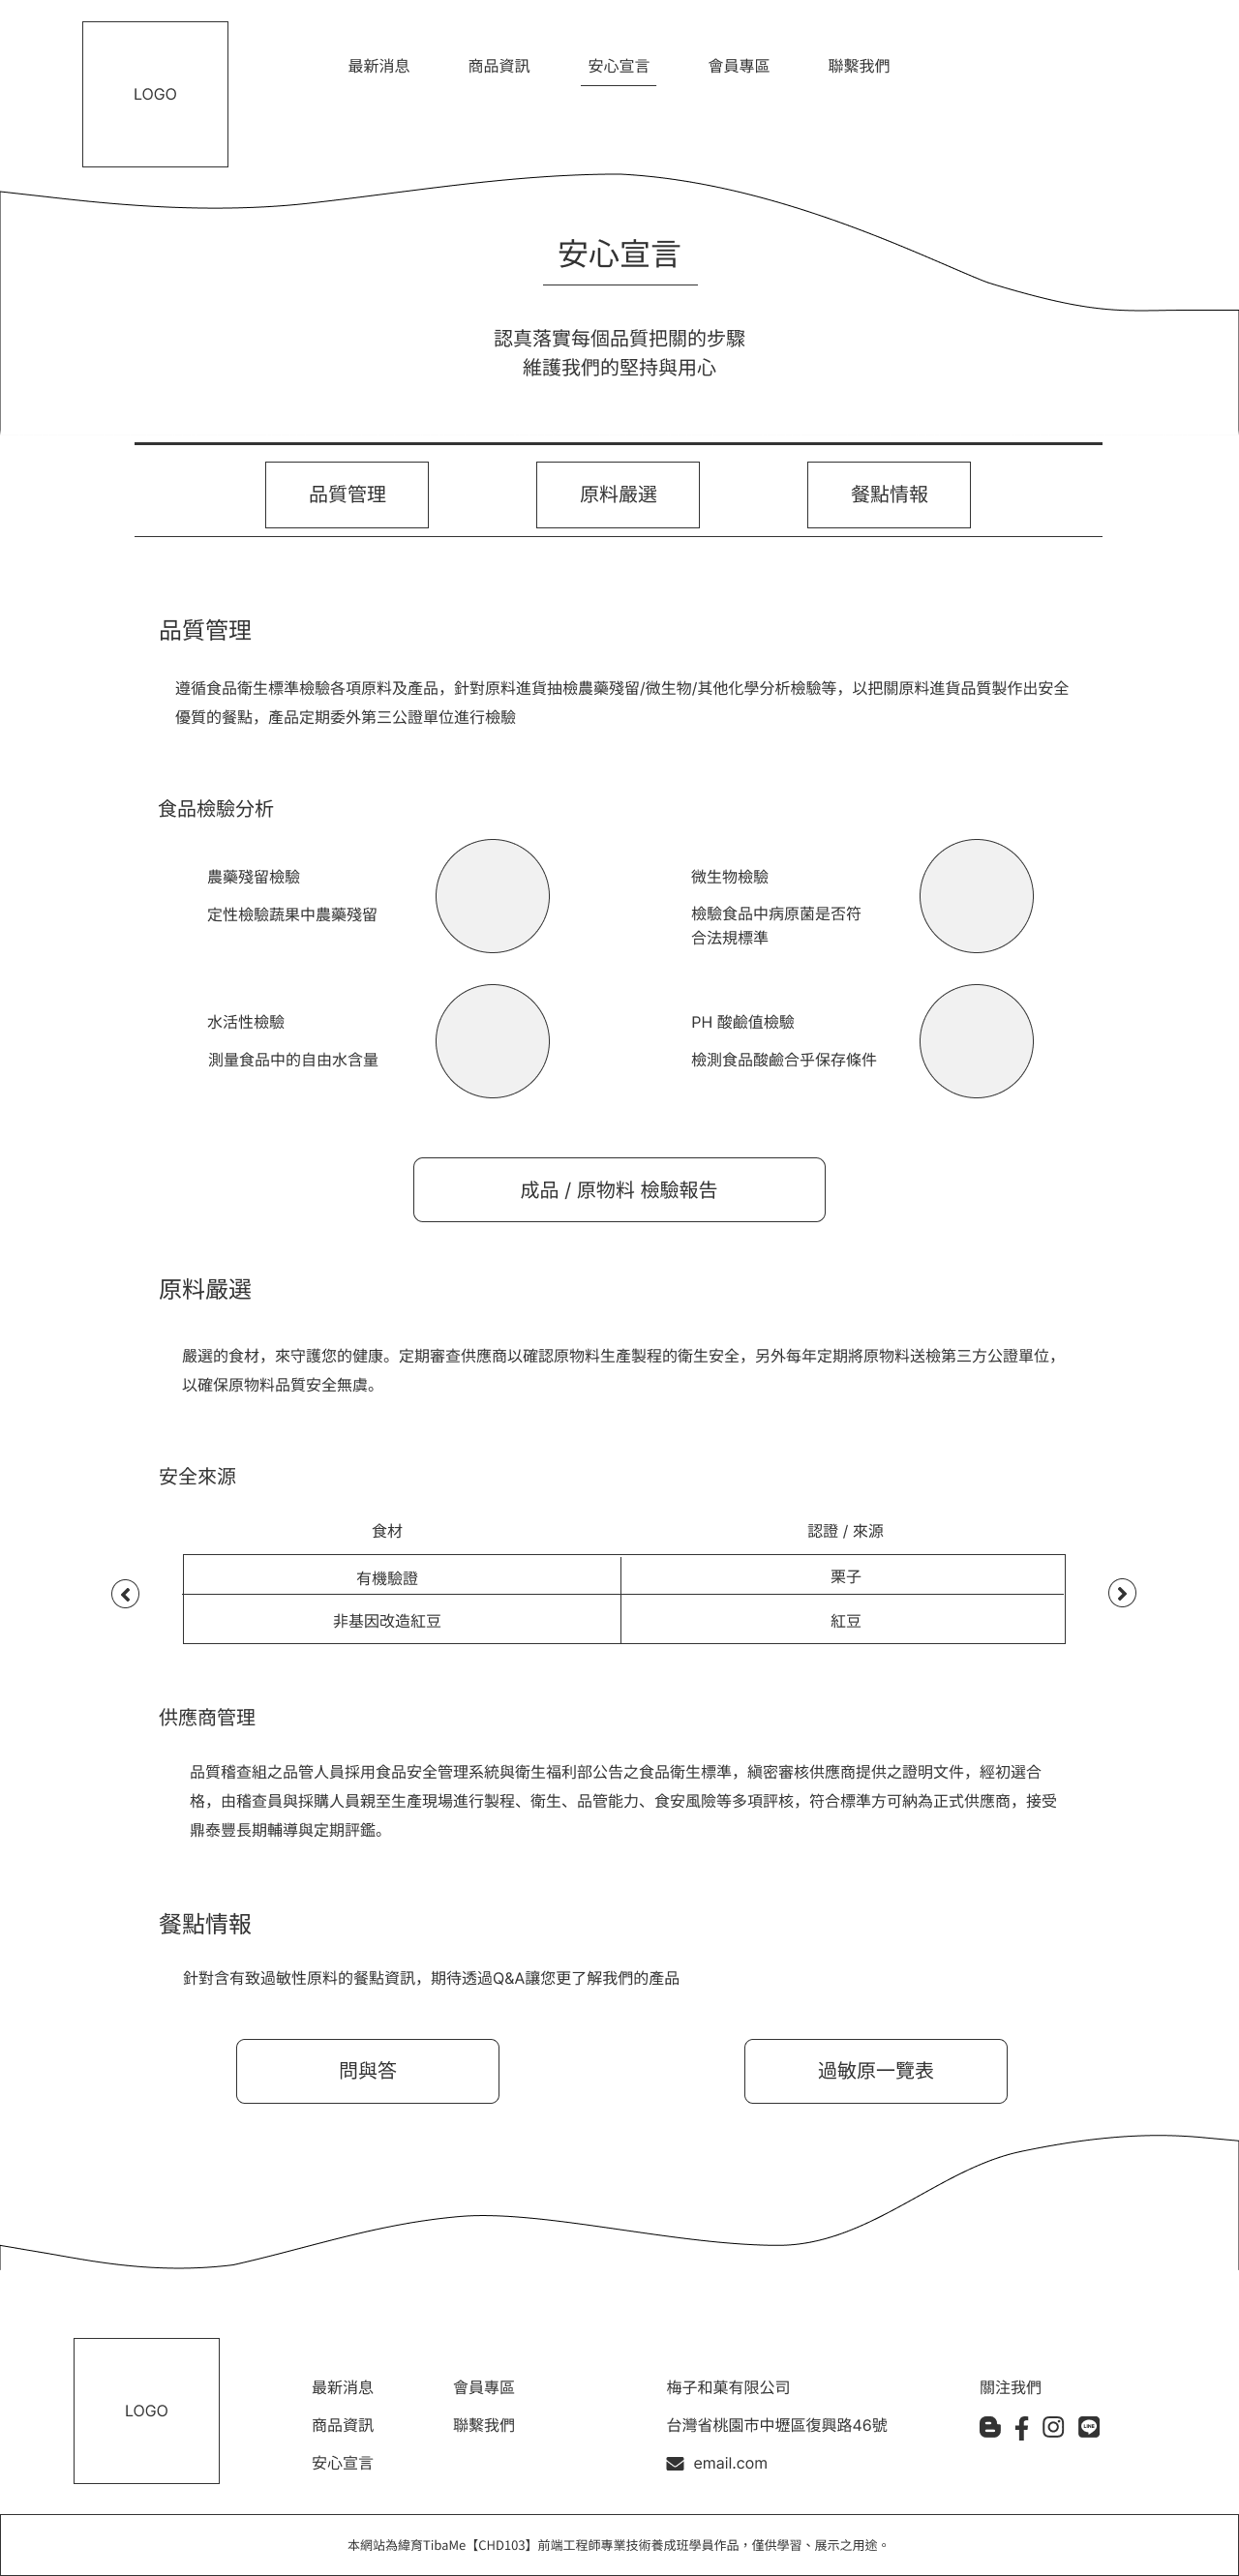 LOGO
最新消息
商品資訊
安心宣言
會員專區
聯繫我們
安心宣言
認真落實每個品質把關的步驟
維護我們的堅持與用心
品質管理
原料嚴選
餐點情報
品質管理
遵循食品衛生標準檢驗各項原料及產品，針對原料進貨抽檢農藥殘留/微生物/其他化學分析檢驗等，以把關原料進貨品質製作出安全
優質的餐點，產品定期委外第三公證單位進行檢驗
食品檢驗分析
農藥殘留檢驗
定性檢驗蔬果中農藥殘留
微生物檢驗
檢驗食品中病原菌是否符
合法規標準
水活性檢驗
測量食品中的自由水含量
PH 酸鹼值檢驗
檢測食品酸鹼合乎保存條件
成品 / 原物料 檢驗報告
原料嚴選
嚴選的食材，來守護您的健康。定期審查供應商以確認原物料生產製程的衛生安全，另外每年定期將原物料送檢第三方公證單位，
以確保原物料品質安全無虞。
安全來源
食材
認證 / 來源
有機驗證
栗子
非基因改造紅豆
紅豆
供應商管理
品質稽查組之品管人員採用食品安全管理系統與衛生福利部公告之食品衛生標準，縝密審核供應商提供之證明文件，經初選合
格，由稽查員與採購人員親至生產現場進行製程、衛生、品管能力、食安風險等多項評核，符合標準方可納為正式供應商，接受
鼎泰豐長期輔導與定期評鑑。
餐點情報
針對含有致過敏性原料的餐點資訊，期待透過Q&A讓您更了解我們的產品
問與答
過敏原一覽表
LOGO
最新消息
商品資訊
安心宣言
會員專區
聯繫我們
梅子和菓有限公司
台灣省桃園市中壢區復興路46號
email.com
關注我們
LINE
本網站為緯育TibaMe【CHD103】前端工程師專業技術養成班學員作品，僅供學習、展示之用途。